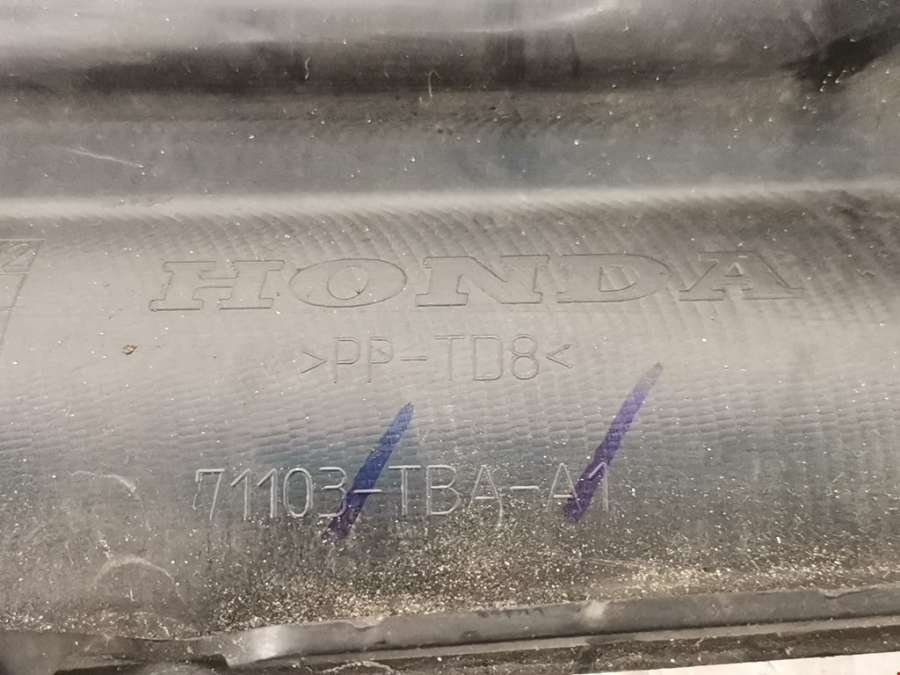 HONDA
>PP-TD8<
71103-TBA-A1